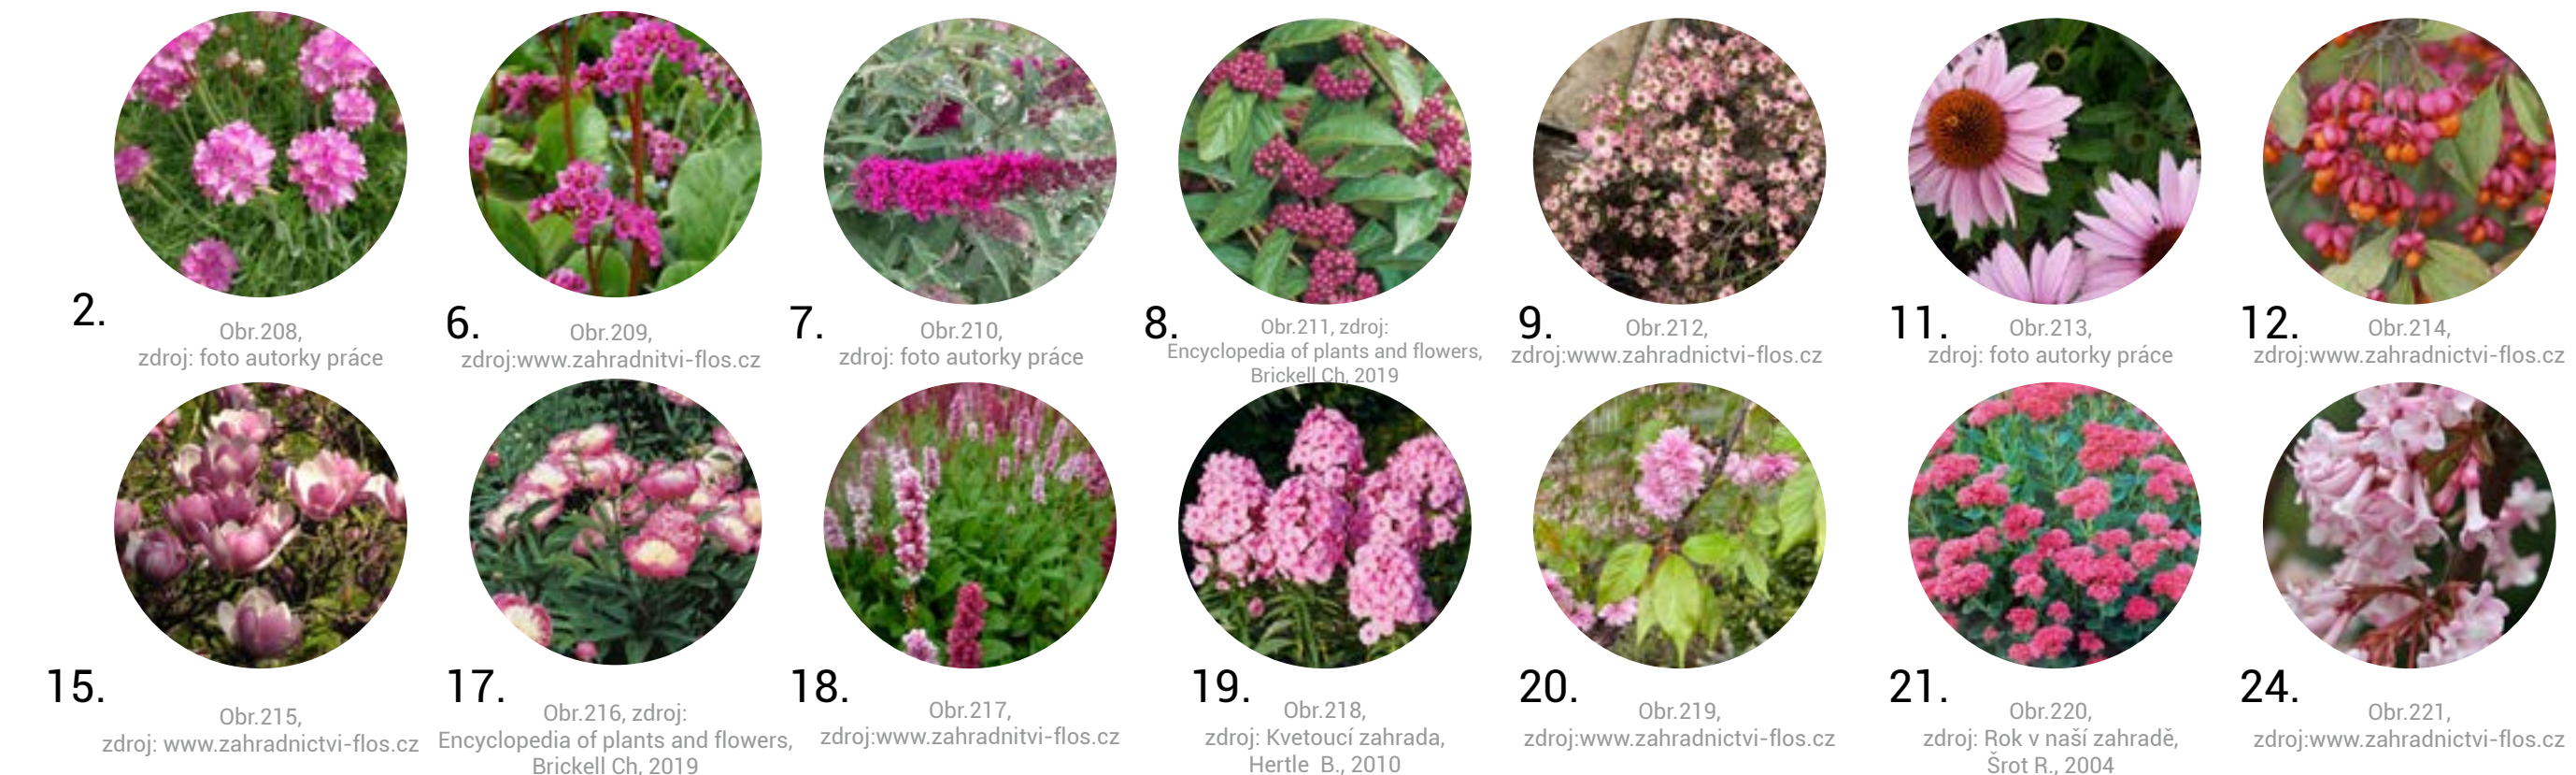 2.
Obr.208,
zdroj: foto autorky práce
6.
Obr.209,
zdroj:www.zahradnitvi-flos.cz
7.
Obr.210,
zdroj: foto autorky práce
8.
Obr.211, zdroj:
Encyclopedia of plants and flowers,
Brickell Ch, 2019
9.
Obr.212,
zdroj:www.zahradnictvi-flos.cz
11.
Obr.213,
zdroj: foto autorky práce
12.
Obr.214,
zdroj:www.zahradnictvi-flos.cz
15.
Obr.215,
zdroj: www.zahradnictvi-flos.cz
17.
Obr.216, zdroj:
Encyclopedia of plants and flowers,
Brickell Ch, 2019
18.
Obr.217,
zdroj:www.zahradnitvi-flos.cz
19.
Obr.218,
zdroj: Kvetoucí zahrada,
Hertle B., 2010
20.
Obr.219,
zdroj:www.zahradnictvi-flos.cz
21.
Obr.220,
zdroj: Rok v naší zahradě,
Šrot R., 2004
24.
Obr.221,
zdroj:www.zahradnictvi-flos.cz